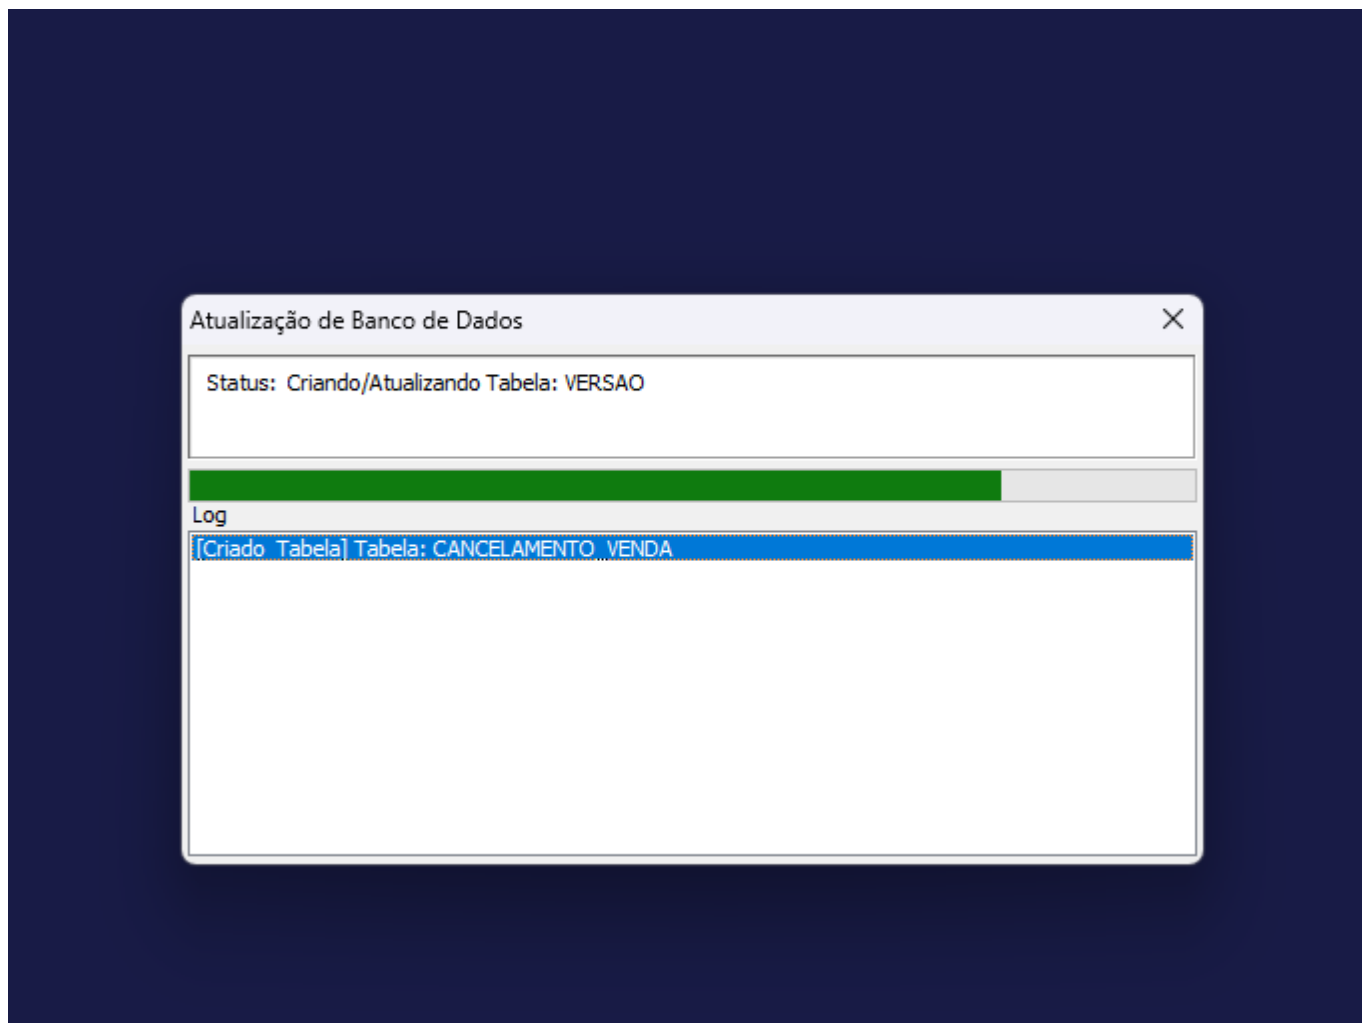 Atualização de Banco de Dados
Status: Criando/Atualizando Tabela: VERSAO
Log
[Criado_Tabela] Tabela: CANCELAMENTO_VENDA